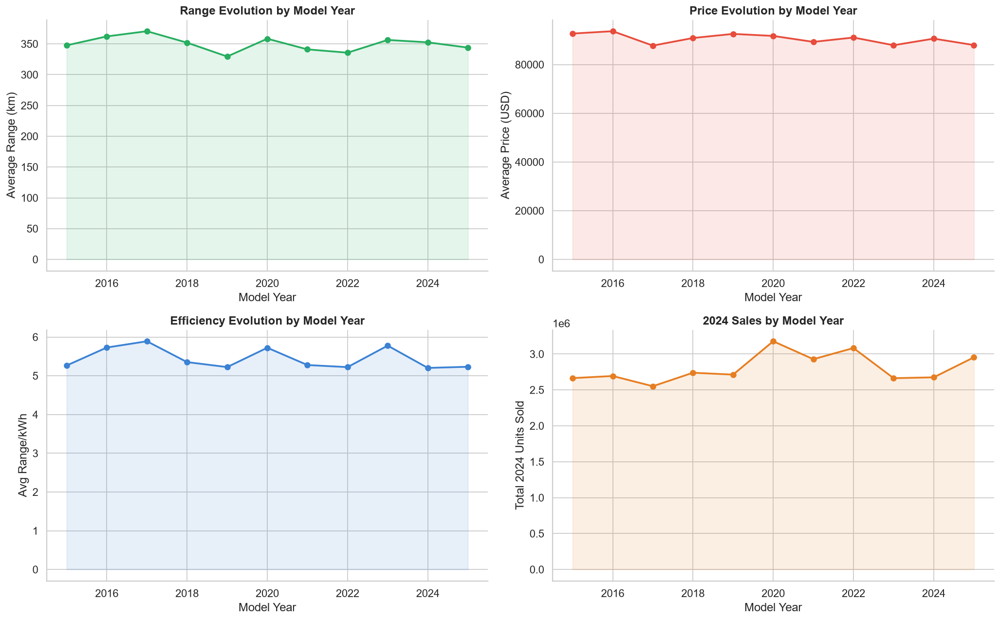 Range Evolution by Model Year
Average Range (km)
350
300
250
200
150
100
50
0
2016 2018 2020 2022 2024
Model Year
Price Evolution by Model Year
Average Price (USD)
80000
60000
40000
20000
0
2016 2018 2020 2022 2024
Model Year
Efficiency Evolution by Model Year
Avg Range/kWh
6
5
4
3
2
1
0
2016 2018 2020 2022 2024
Model Year
2024 Sales by Model Year
1e6
Total 2024 Units Sold
3.0
2.5
2.0
1.5
1.0
0.5
0.0
2016 2018 2020 2022 2024
Model Year